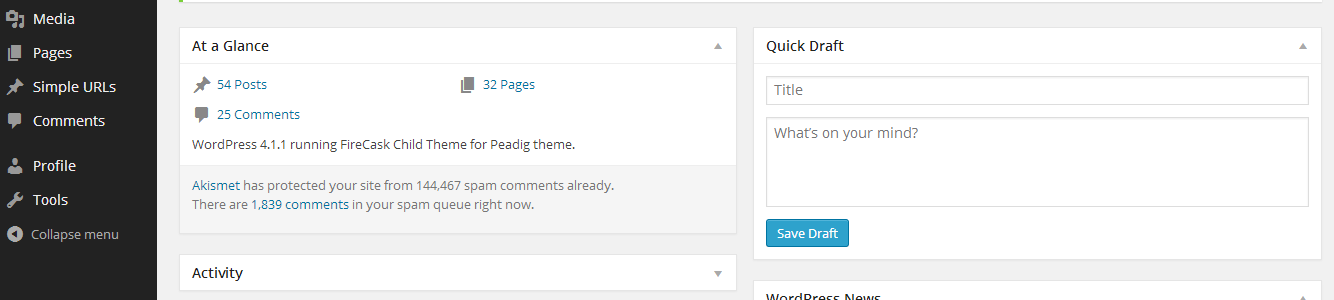 Media
Pages
Simple URLs
Comments
Profile
Tools
Collapse menu
At a Glance
54 Posts
32 Pages
25 Comments
WordPress 4.1.1 running FireCask Child Theme for Peadig theme.
Akismet has protected your site from 144,467 spam comments already.
There are 1,839 comments in your spam queue right now.
Activity
Quick Draft
Title
What's on your mind?
Save Draft
WordPress News